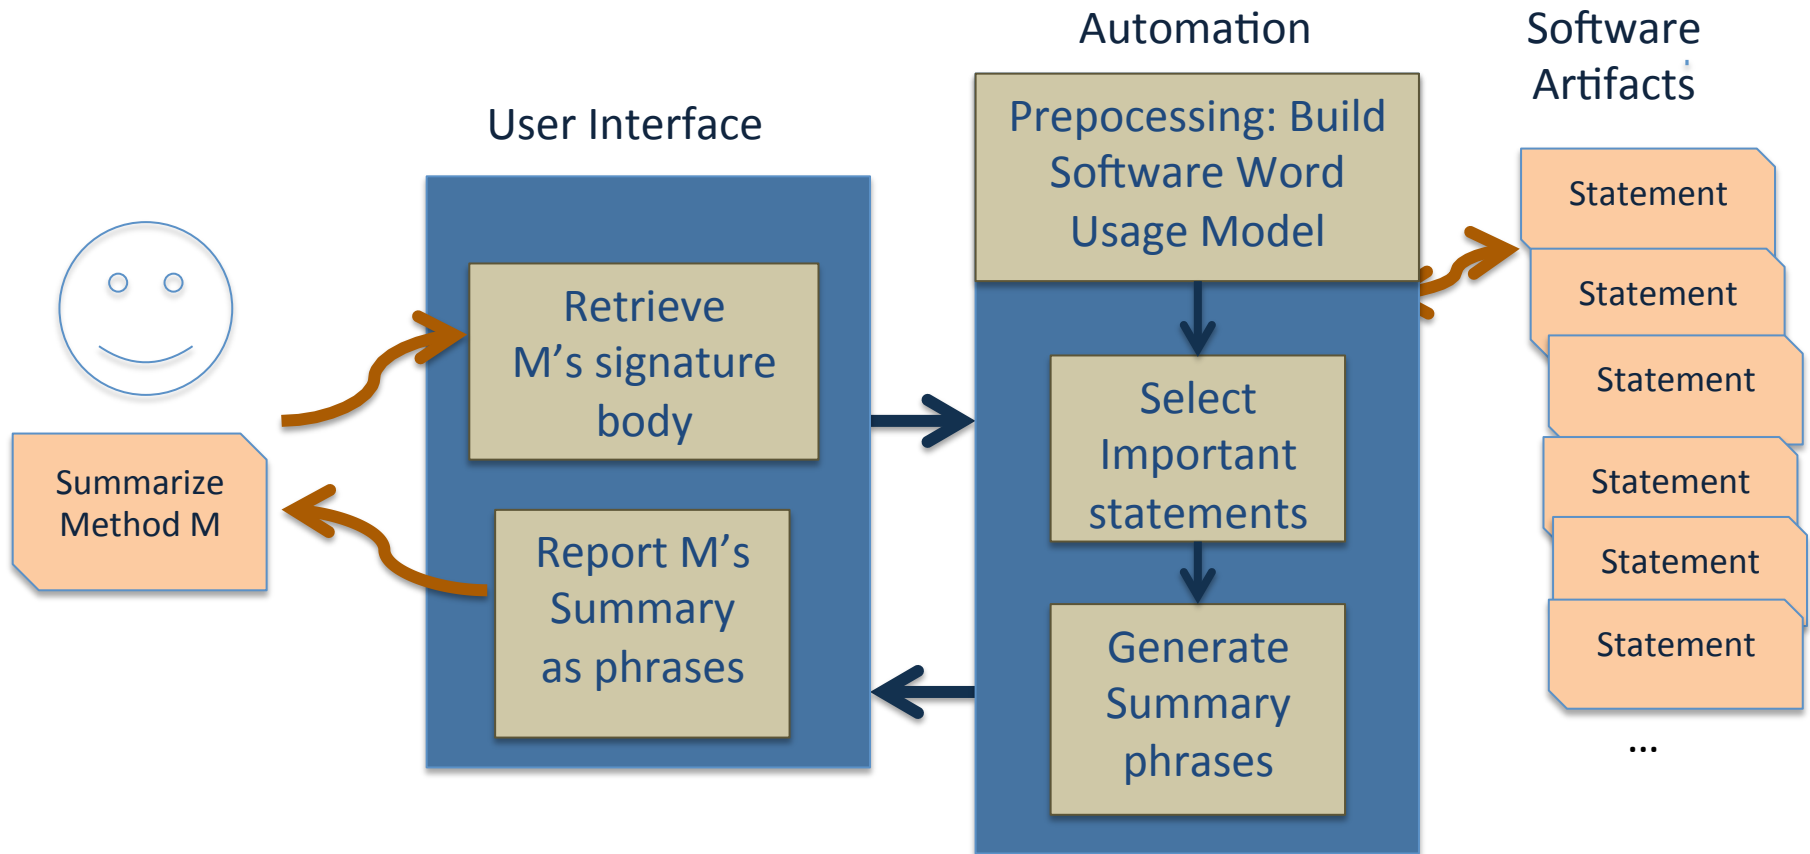 User Interface
Automation
Software
Artifacts
Summarize
Method M
Retrieve
M’s signature
body
Report M’s
Summary
as phrases
Prepocessing: Build
Software Word
Usage Model
Select
Important
statements
Generate
Summary
phrases
Statement
Statement
Statement
Statement
Statement
Statement
...